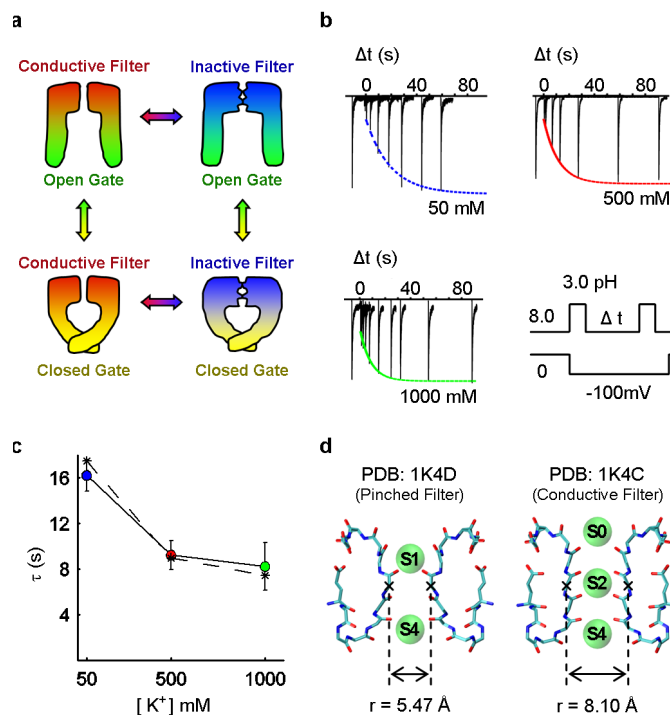 a
Conductive Filter Inactive Filter
Open Gate Open Gate
Conductive Filter Inactive Filter
Closed Gate Closed Gate
b
Δt (s)
0 40 80
50 mM
Δt (s)
0 40 80
500 mM
Δt (s)
0 40 80
1000 mM
3.0 pH
8.0 Δ t
0
-100mV
c
16
12
8
4
τ (s)
50 500 1000
[ K+] mM
d
PDB: 1K4D PDB: 1K4C
(Pinched Filter) (Conductive Filter)
S1 S0
S2
S4 S4
r = 5.47 Å r = 8.10 Å